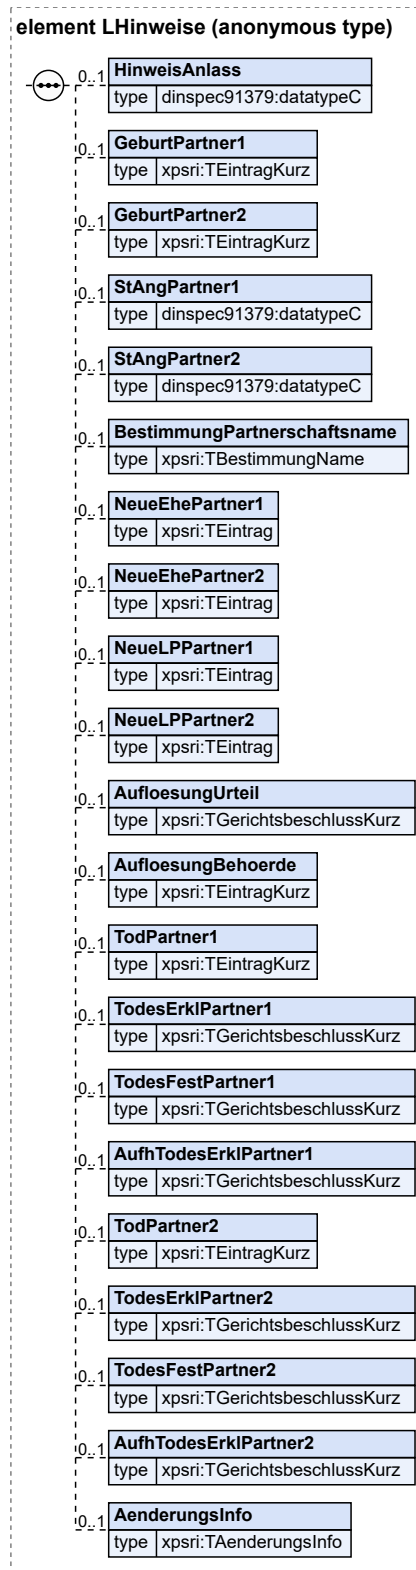 element LHinweise (anonymous type)
0..1 HinweisAnlass
type dinspec91379:datatypeC
0..1 GeburtPartner1
type xpsri:TEintragKurz
0..1 GeburtPartner2
type xpsri:TEintragKurz
0..1 StAngPartner1
type dinspec91379:datatypeC
0..1 StAngPartner2
type dinspec91379:datatypeC
0..1 BestimmungPartnerschaftsname
type xpsri:TBestimmungName
0..1 NeueEhePartner1
type xpsri:TEintrag
0..1 NeueEhePartner2
type xpsri:TEintrag
0..1 NeueLPPartner1
type xpsri:TEintrag
0..1 NeueLPPartner2
type xpsri:TEintrag
0..1 AufloesungUrteil
type xpsri:TGerichtsbeschlussKurz
0..1 AufloesungBehoerde
type xpsri:TEintragKurz
0..1 TodPartner1
type xpsri:TEintragKurz
0..1 TodesErklPartner1
type xpsri:TGerichtsbeschlussKurz
0..1 TodesFestPartner1
type xpsri:TGerichtsbeschlussKurz
0..1 AufhTodesErklPartner1
type xpsri:TGerichtsbeschlussKurz
0..1 TodPartner2
type xpsri:TEintragKurz
0..1 TodesErklPartner2
type xpsri:TGerichtsbeschlussKurz
0..1 TodesFestPartner2
type xpsri:TGerichtsbeschlussKurz
0..1 AufhTodesErklPartner2
type xpsri:TGerichtsbeschlussKurz
0..1 AenderungsInfo
type xpsri:TAenderungsInfo